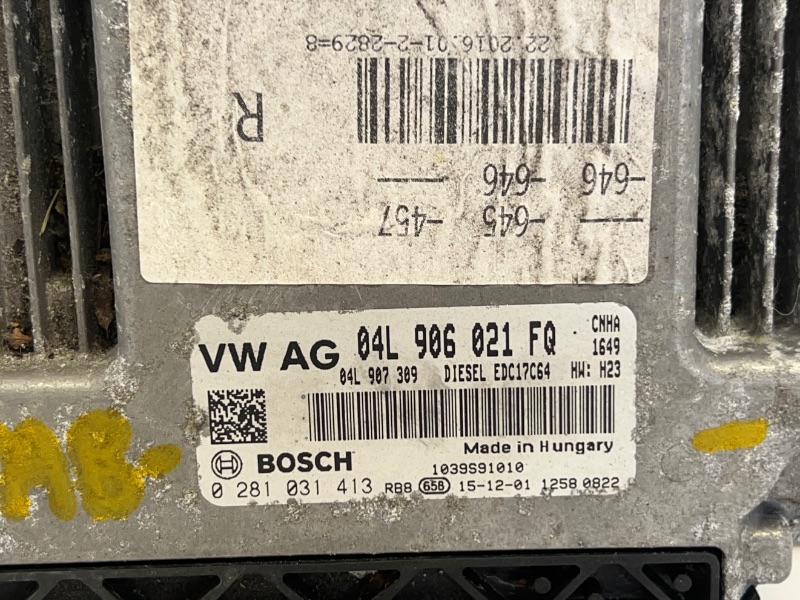 22.2016.01-2-2829=8
R
-646 -646 ——
—— -645 -457
VW AG 04L 906 021 FQ CNHA
1649
04L 907 309 DIESEL EDC17C64 HW: H23
Made in Hungary
BOSCH 1039S91010
0 281 031 413 RB8 658 15-12-01 1258 0822
AB-